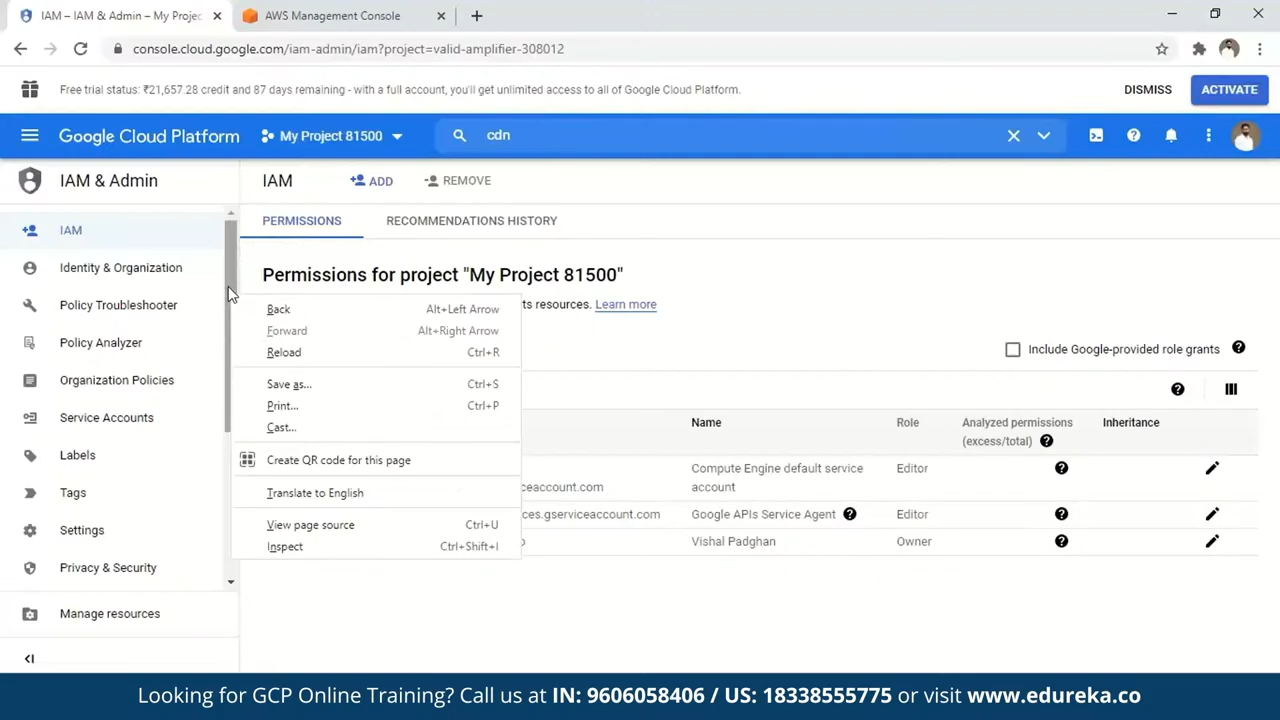 IAM – IAM & Admin – My Projec
AWS Management Console
console.cloud.google.com/iam-admin/iam?project=valid-amplifier-308012
Free trial status: ₹21,657.28 credit and 87 days remaining - with a full account, you'll get unlimited access to all of Google Cloud Platform.
DISMISS
ACTIVATE
Google Cloud Platform
My Project 81500
cdn
IAM & Admin
IAM
ADD
REMOVE
IAM
PERMISSIONS
RECOMMENDATIONS HISTORY
Identity & Organization
Policy Troubleshooter
Policy Analyzer
Organization Policies
Service Accounts
Labels
Tags
Settings
Privacy & Security
Manage resources
Permissions for project "My Project 81500"
ts resources. Learn more
Back Alt+Left Arrow
Forward Alt+Right Arrow
Reload Ctrl+R
Save as... Ctrl+S
Print... Ctrl+P
Cast...
Create QR code for this page
Translate to English
View page source Ctrl+U
Inspect Ctrl+Shift+I
Include Google-provided role grants
Name Role Analyzed permissions Inheritance
(excess/total)
Compute Engine default service Editor
ceaccount.com account
ces.gserviceaccount.com Google APIs Service Agent Editor
Vishal Padghan Owner
Looking for GCP Online Training? Call us at IN: 9606058406 / US: 18338555775 or visit www.edureka.co